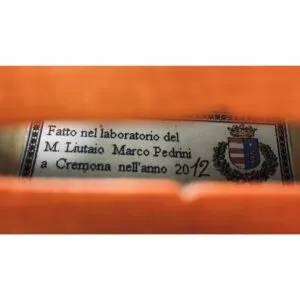 Fatto nel laboratorio del
M. Liutaio Marco Pedrini
a Cremona nell'anno 2012